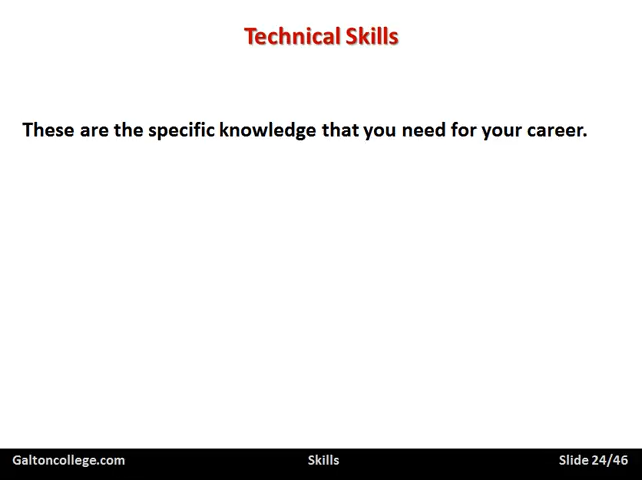 Technical Skills
These are the specific knowledge that you need for your career.
Galtoncollege.com Skills Slide 24/46